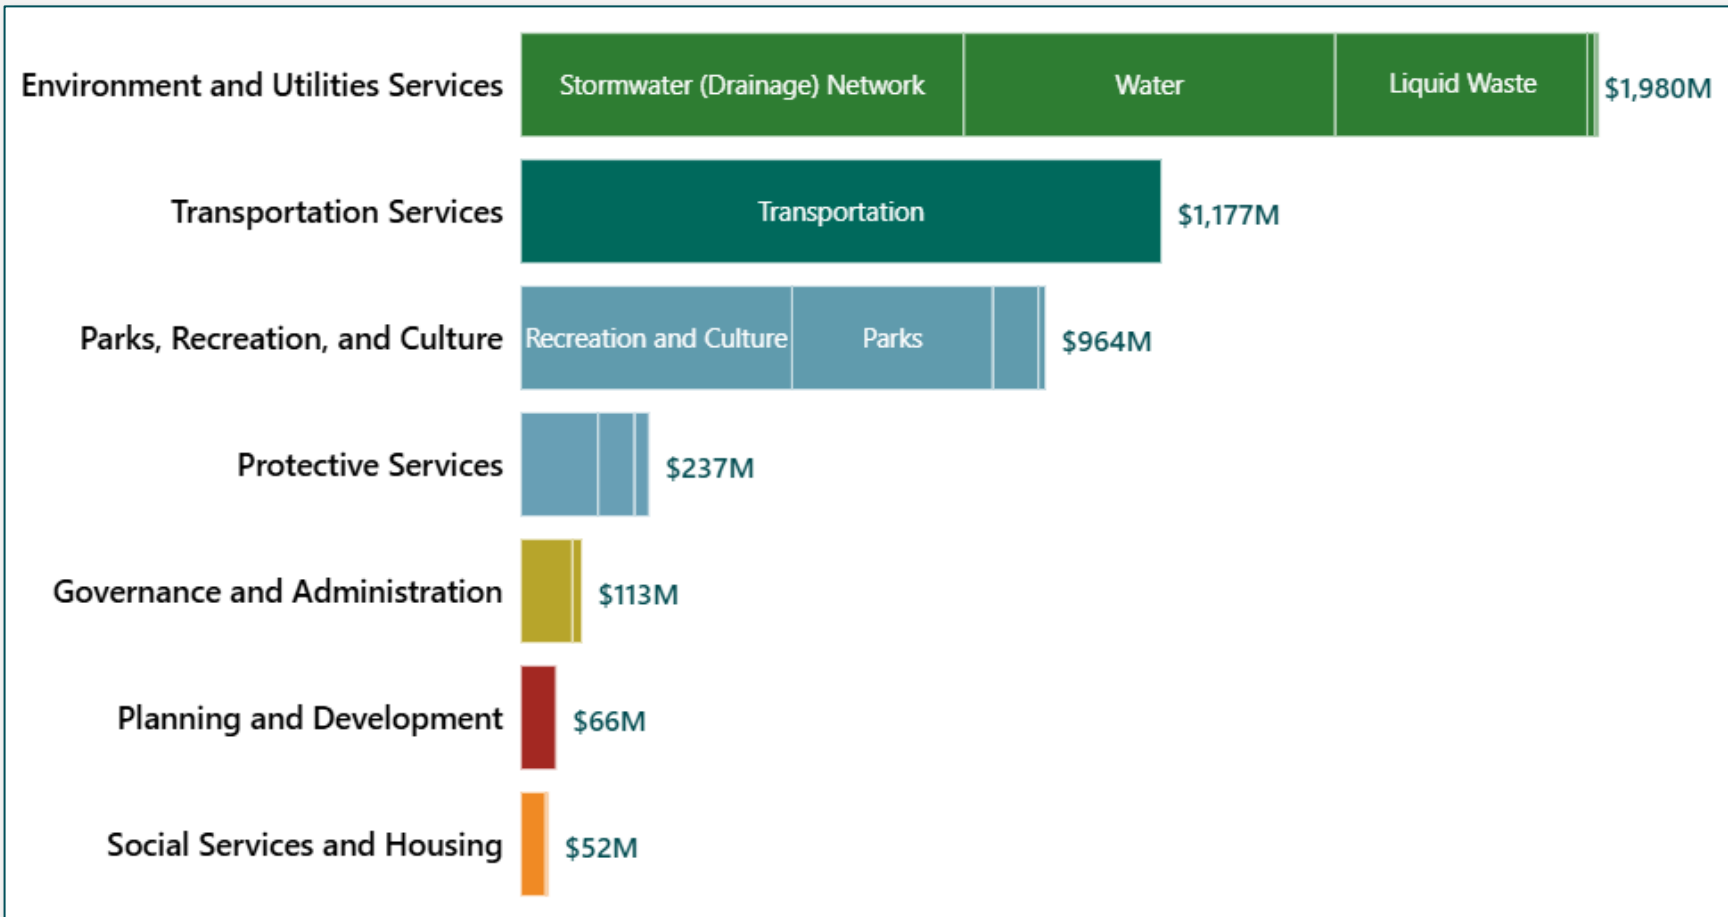 Environment and Utilities Services
Stormwater (Drainage) Network
Water
Liquid Waste
$1,980M
Transportation Services
Transportation
$1,177M
Parks, Recreation, and Culture
Recreation and Culture
Parks
$964M
Protective Services
$237M
Governance and Administration
$113M
Planning and Development
$66M
Social Services and Housing
$52M